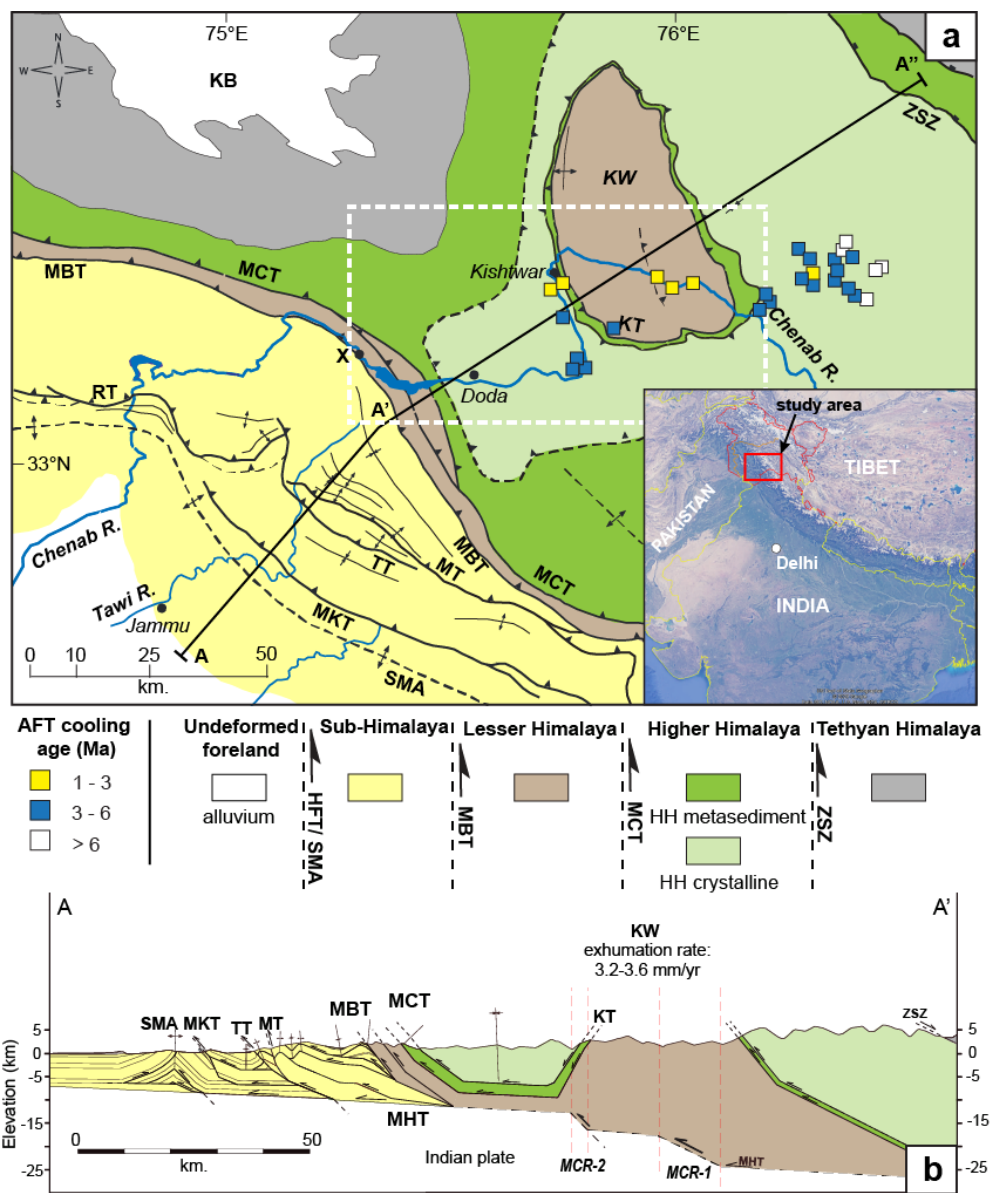 75°E
76°E
a
N
W
E
S
KB
A''
ZSZ
KW
MBT
MCT
Kishtwar
KT
Chenab R.
X
Doda
RT
A'
study area
33°N
TIBET
PAKISTAN
Delhi
INDIA
Chenab R.
TT
MT
MBT
MCT
Tawi R.
Jammu
MKT
A
SMA
0 10 25 50
km.
AFT cooling
age (Ma)
1 - 3
3 - 6
> 6
Undeformed
foreland
alluvium
HFT/ SMA
Sub-Himalaya
MBT
Lesser Himalaya
MCT
Higher Himalaya
HH metasediment
HH crystalline
ZSZ
Tethyan Himalaya
A
A'
KW
exhumation rate:
3.2-3.6 mm/yr
SMA
MKT
TT
MT
MBT
MCT
KT
ZSZ
Elevation (km)
5
0
-5
-15
-25
5
0
-5
-15
-25
MHT
0 50
km.
Indian plate
MCR-2
MCR-1
MHT
b